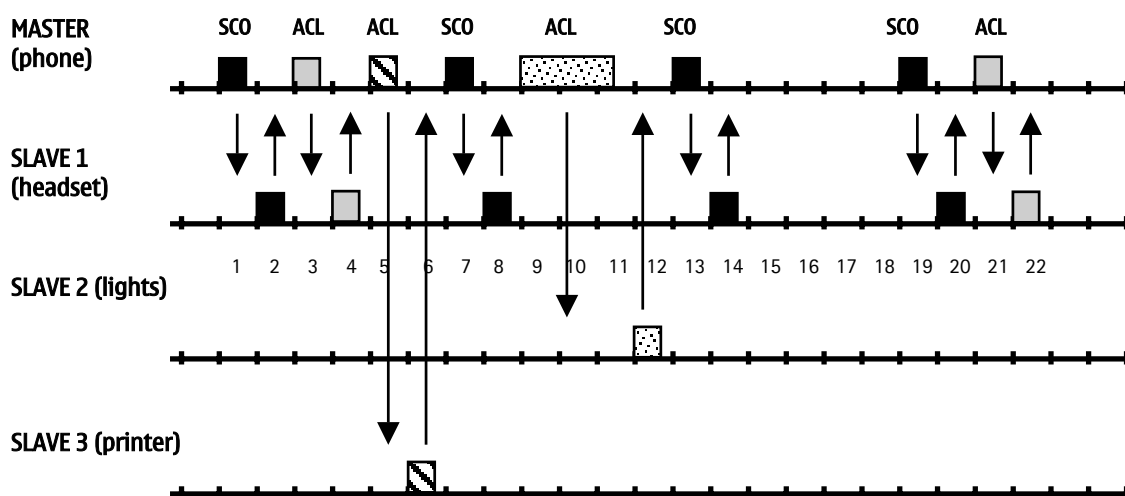 MASTER
(phone)
SCO ACL ACL SCO ACL SCO SCO ACL
SLAVE 1
(headset)
1 2 3 4 5 6 7 8 9 10 11 12 13 14 15 16 17 18 19 20 21 22
SLAVE 2 (lights)
SLAVE 3 (printer)